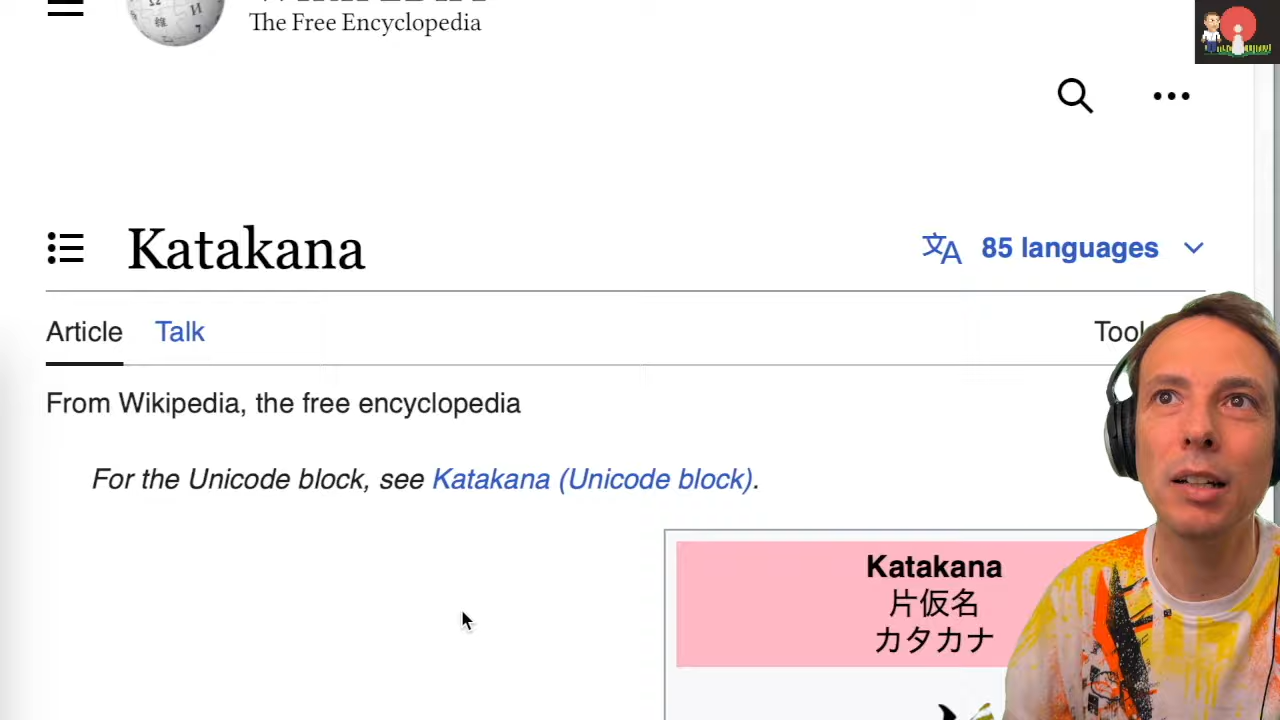 The Free Encyclopedia
Katakana
85 languages
Article Talk
From Wikipedia, the free encyclopedia
For the Unicode block, see Katakana (Unicode block).
Katakana
片仮名
カタカナ